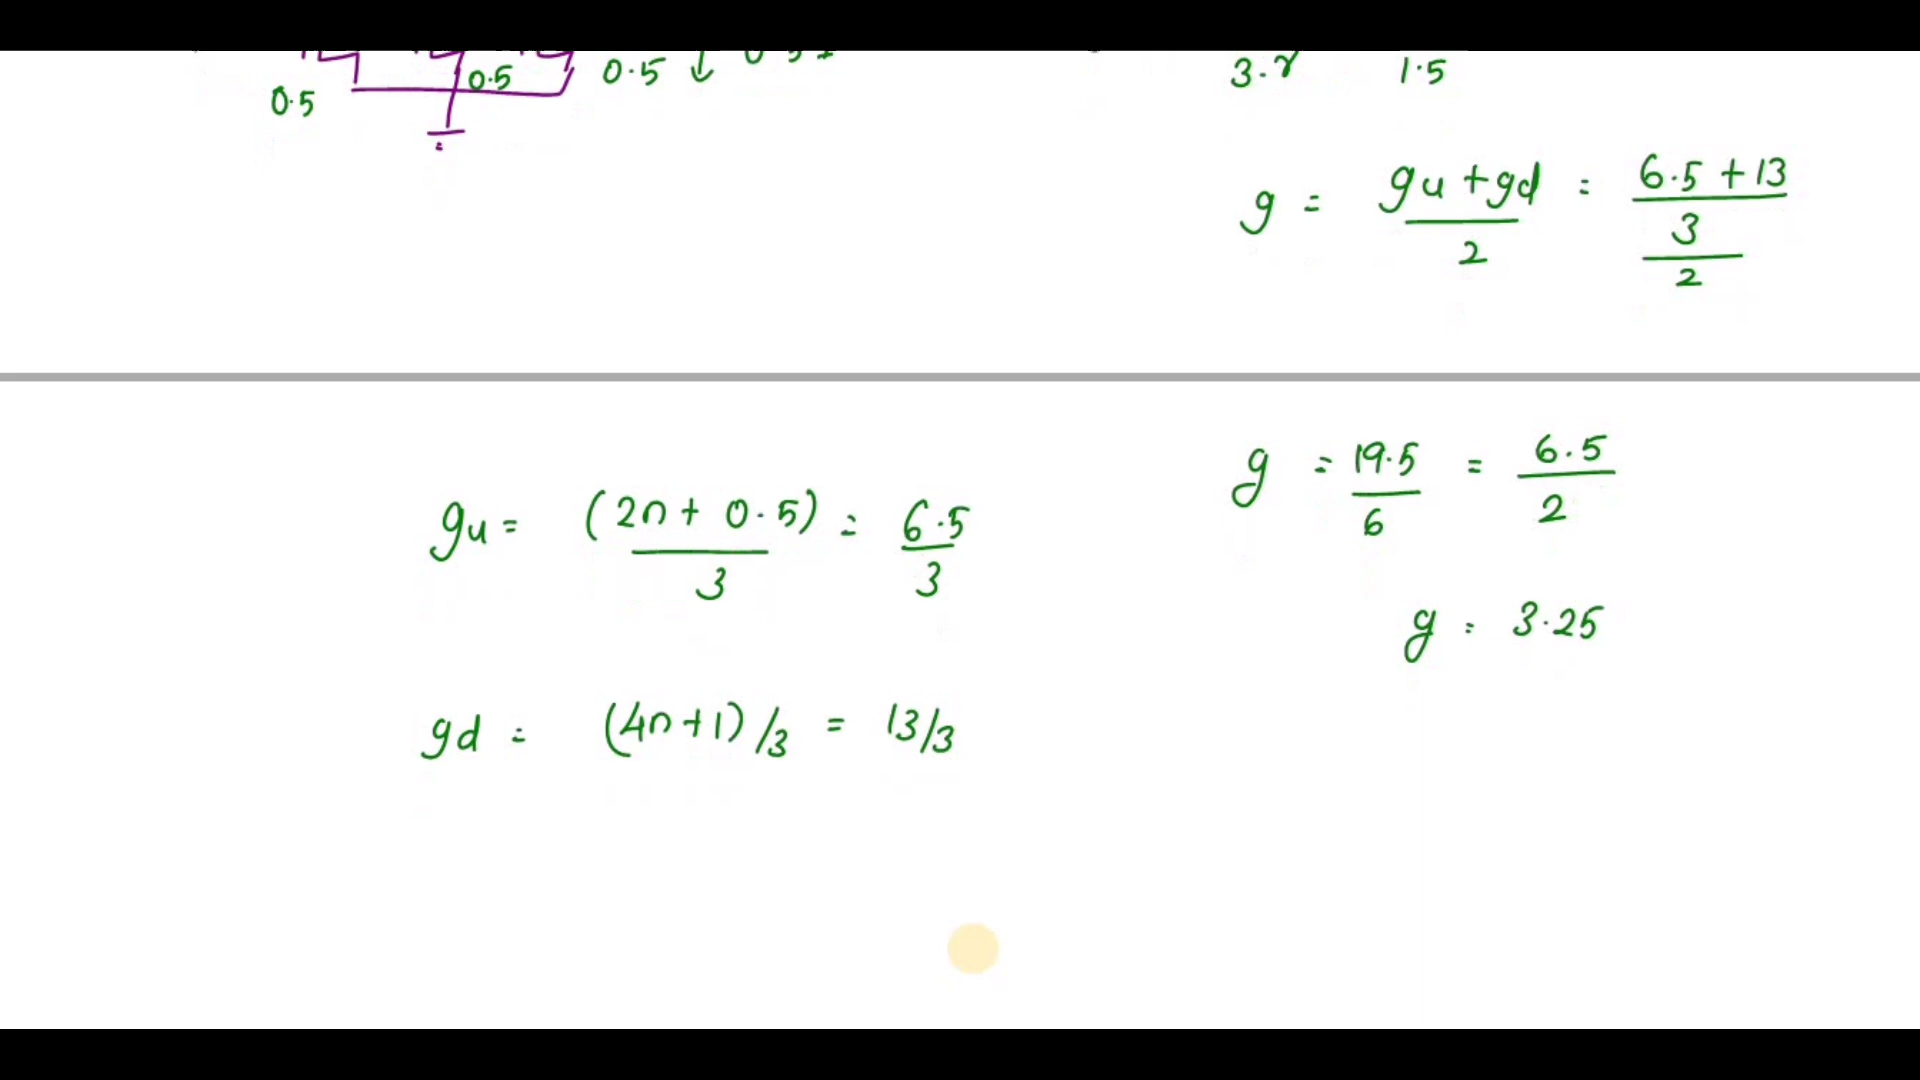 0.5
0.5
0.5 ↓
3.r 1.5
g = (gu + gd)/2 = ((6.5 + 13)/3)/2
gu = (2n + 0.5)/3 = 6.5/3
gd = (4n+1)/3 = 13/3
g = 19.5/6 = 6.5/2
g = 3.25